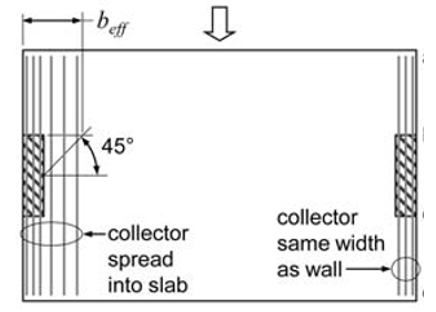 b_eff
45°
collector
spread
into slab
collector
same width
as wall